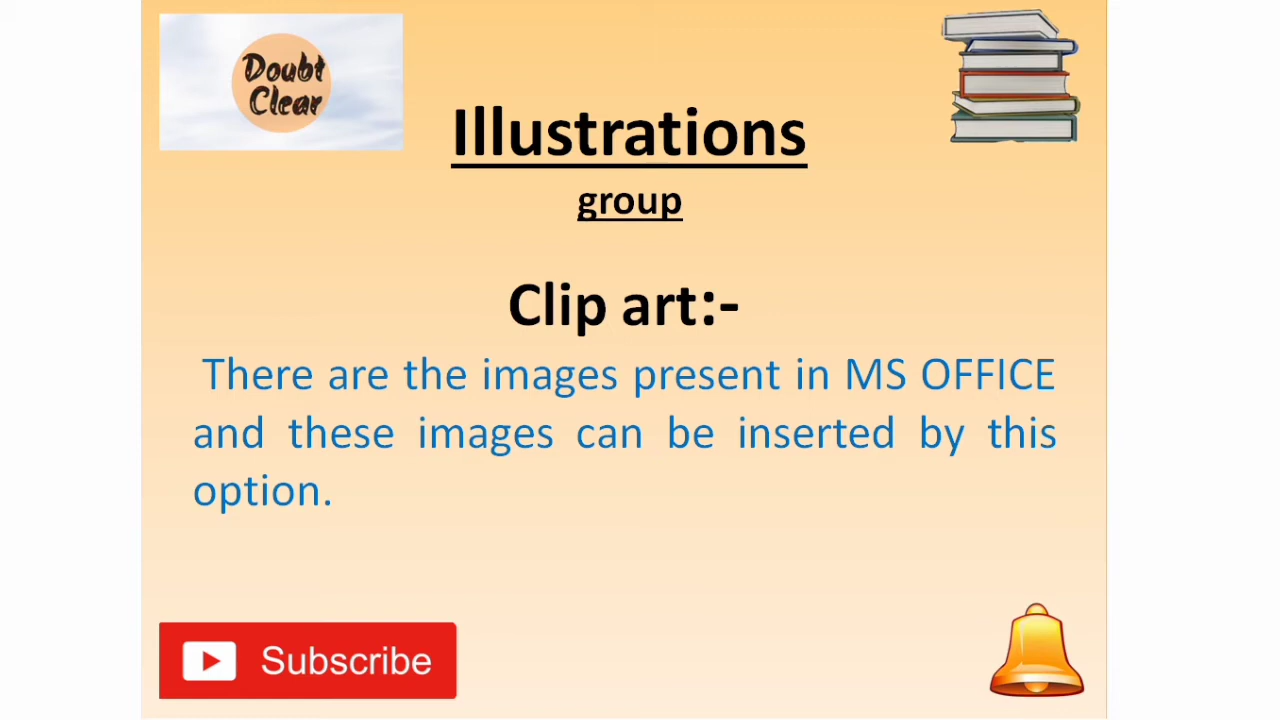 Doubt
Clear
Illustrations
group
Clip art:-
There are the images present in MS OFFICE
and these images can be inserted by this
option.
Subscribe